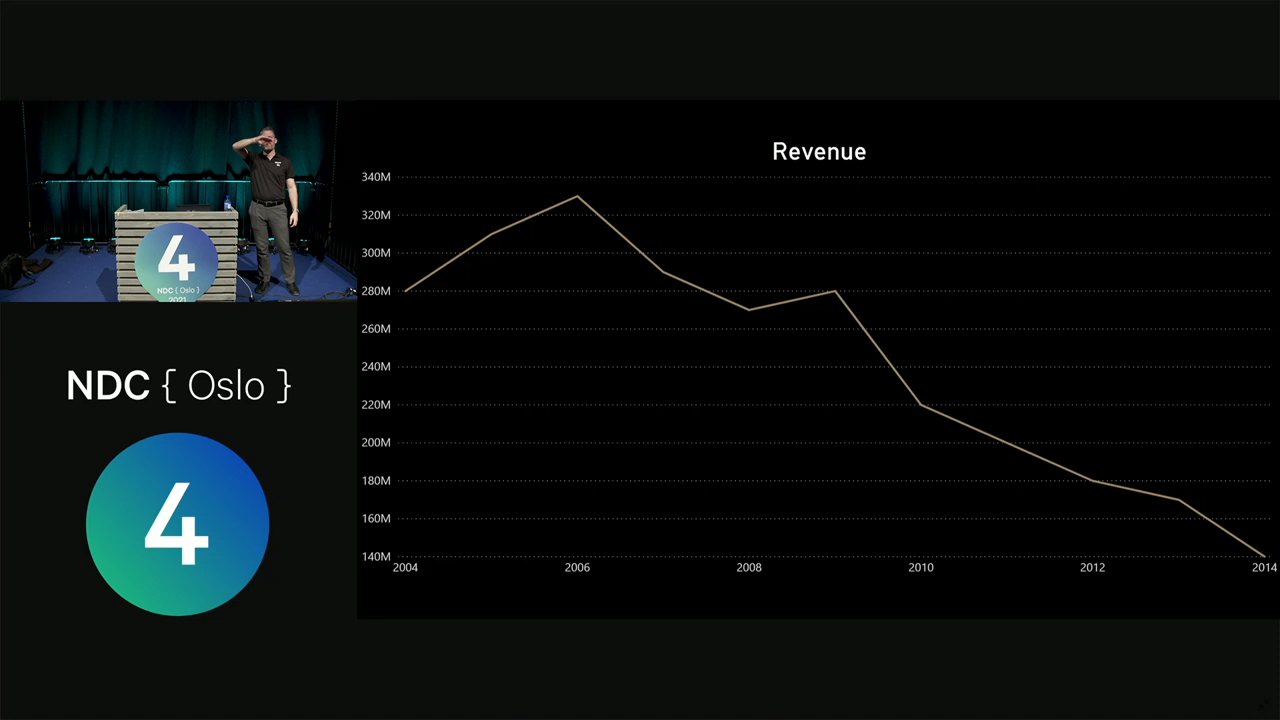 4
NDC { Oslo }
2021
NDC { Oslo }
4
Revenue
340M
320M
300M
280M
260M
240M
220M
200M
180M
160M
140M
2004 2006 2008 2010 2012 2014